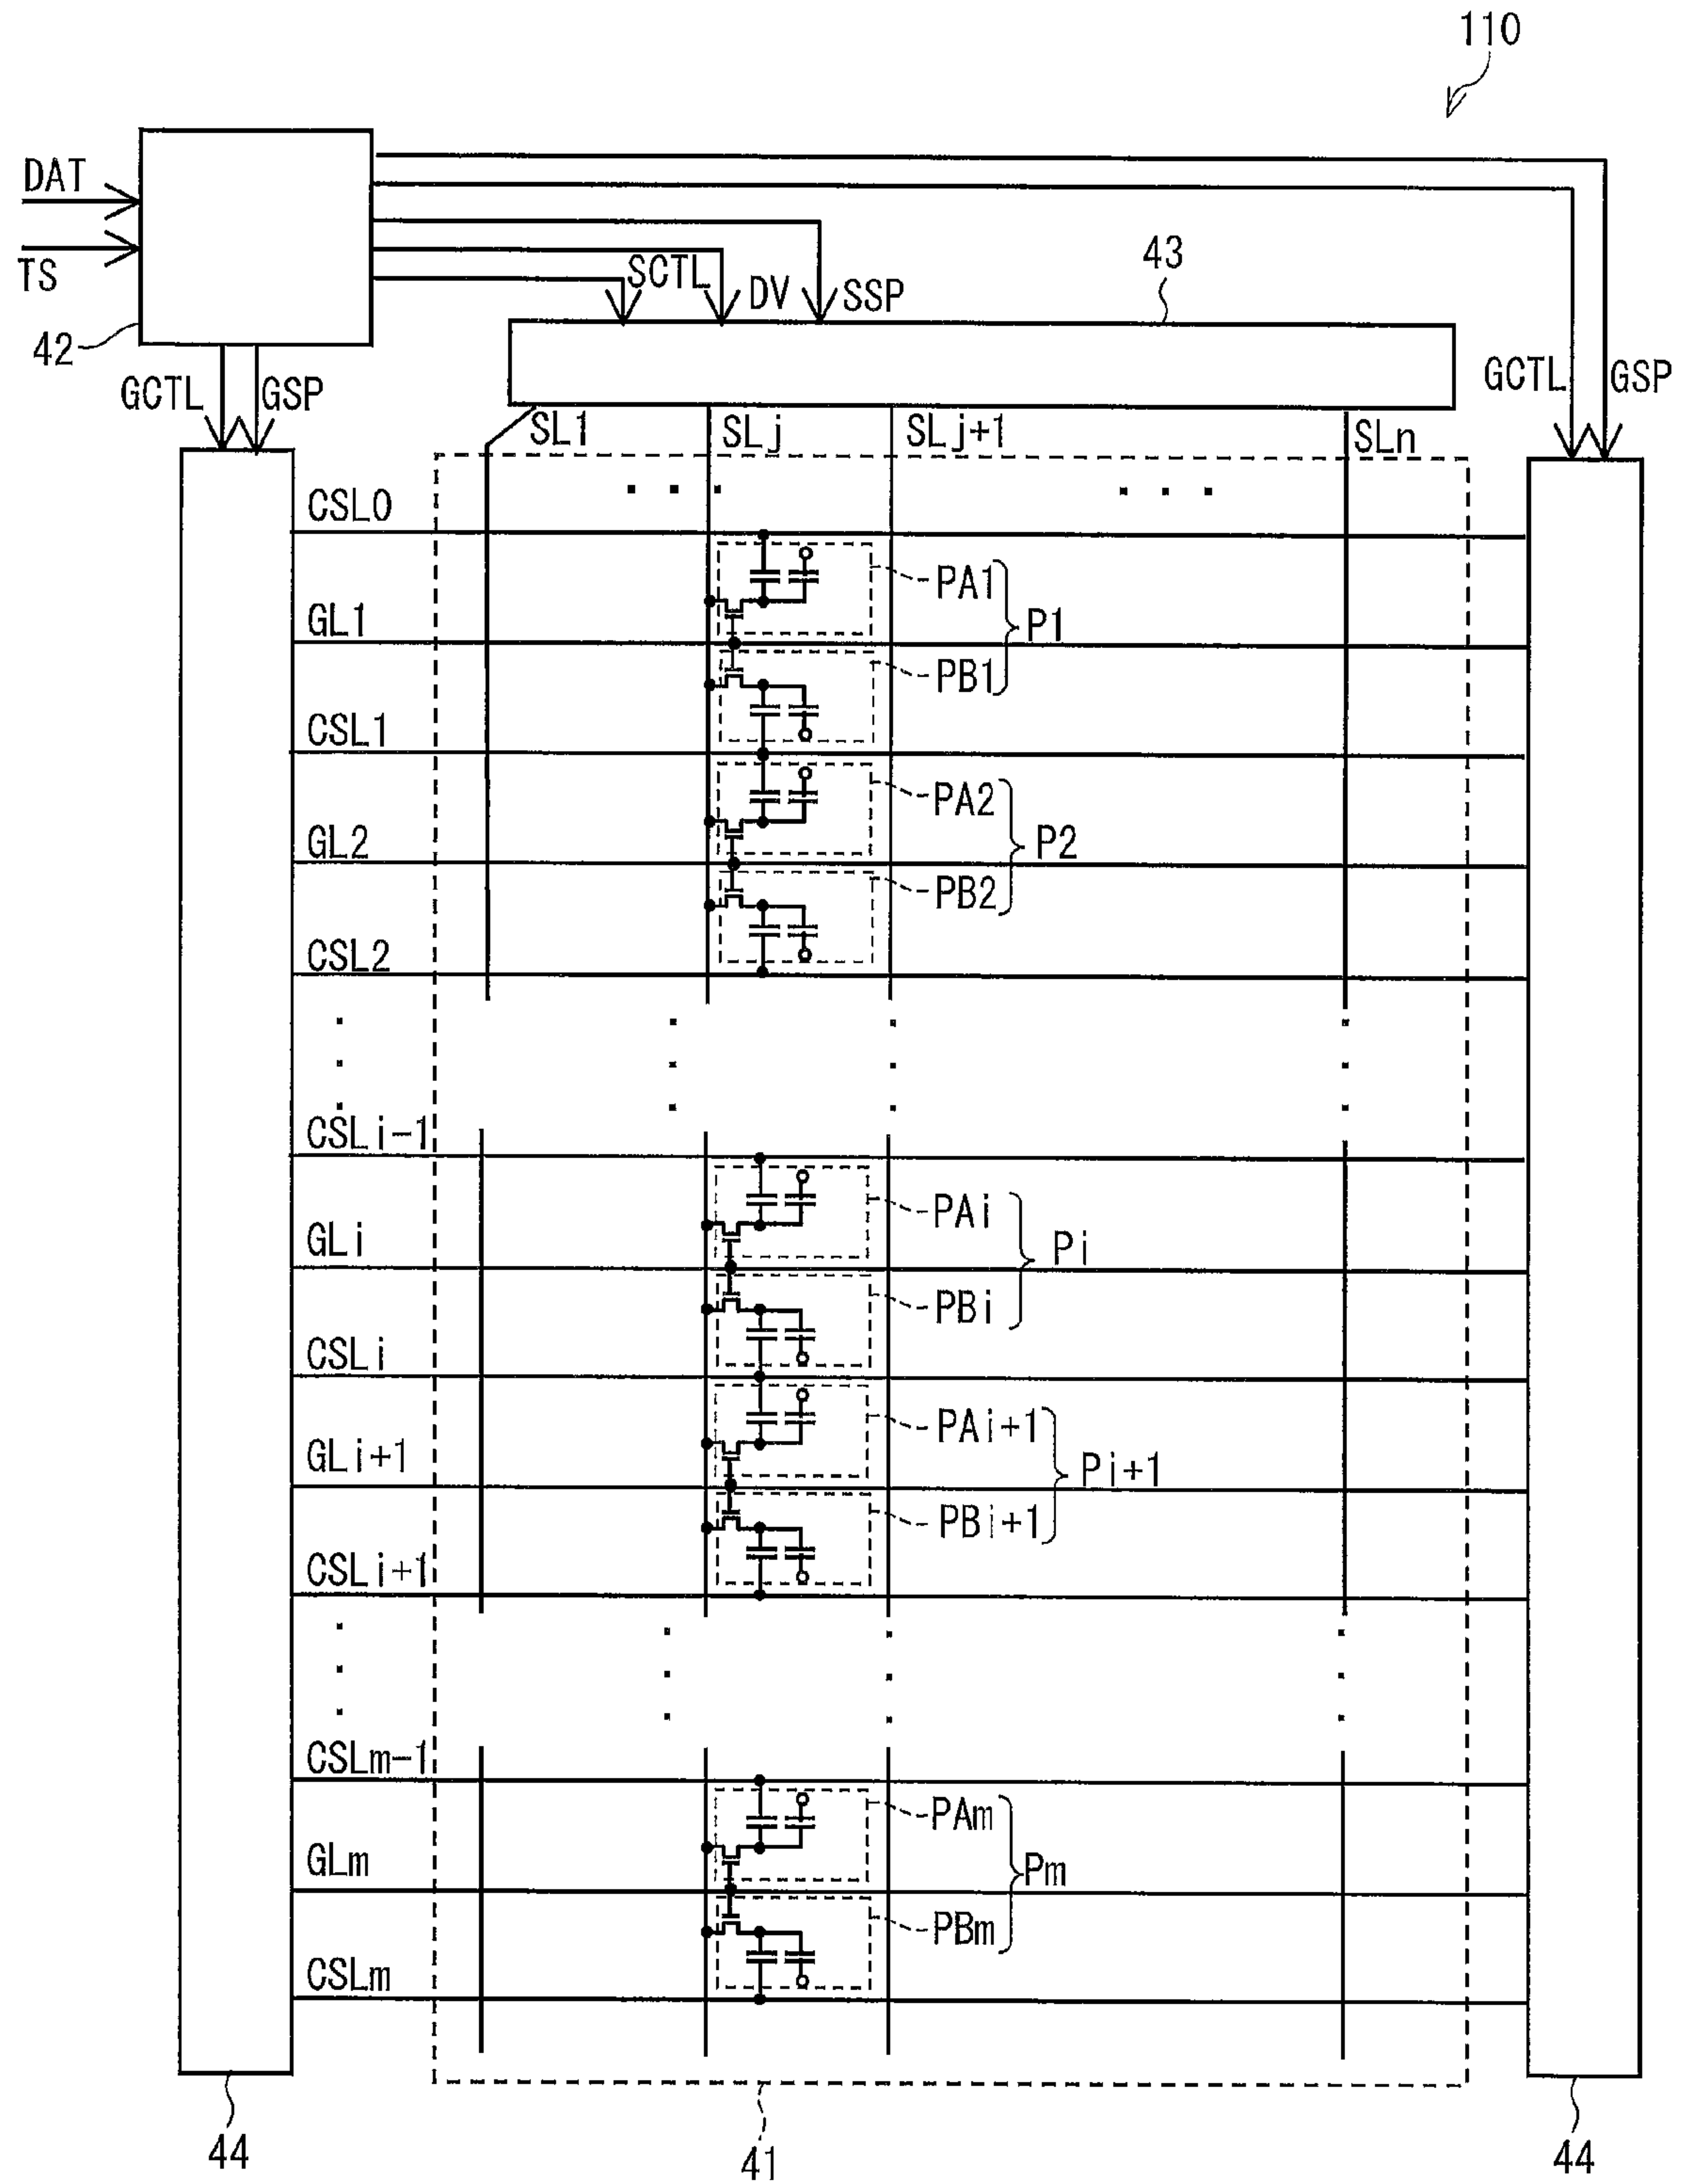 110
DAT
TS
42
SCTL
DV
SSP
43
GCTL
GSP
GCTL
GSP
SL1
SLj
SLj+1
SLn
CSL0
PA1
P1
GL1
PB1
CSL1
PA2
P2
GL2
PB2
CSL2
CSLi-1
PAi
Pi
GLi
PBi
CSLi
PAi+1
Pi+1
GLi+1
PBi+1
CSLi+1
CSLm-1
PAm
Pm
GLm
PBm
CSLm
44
41
44